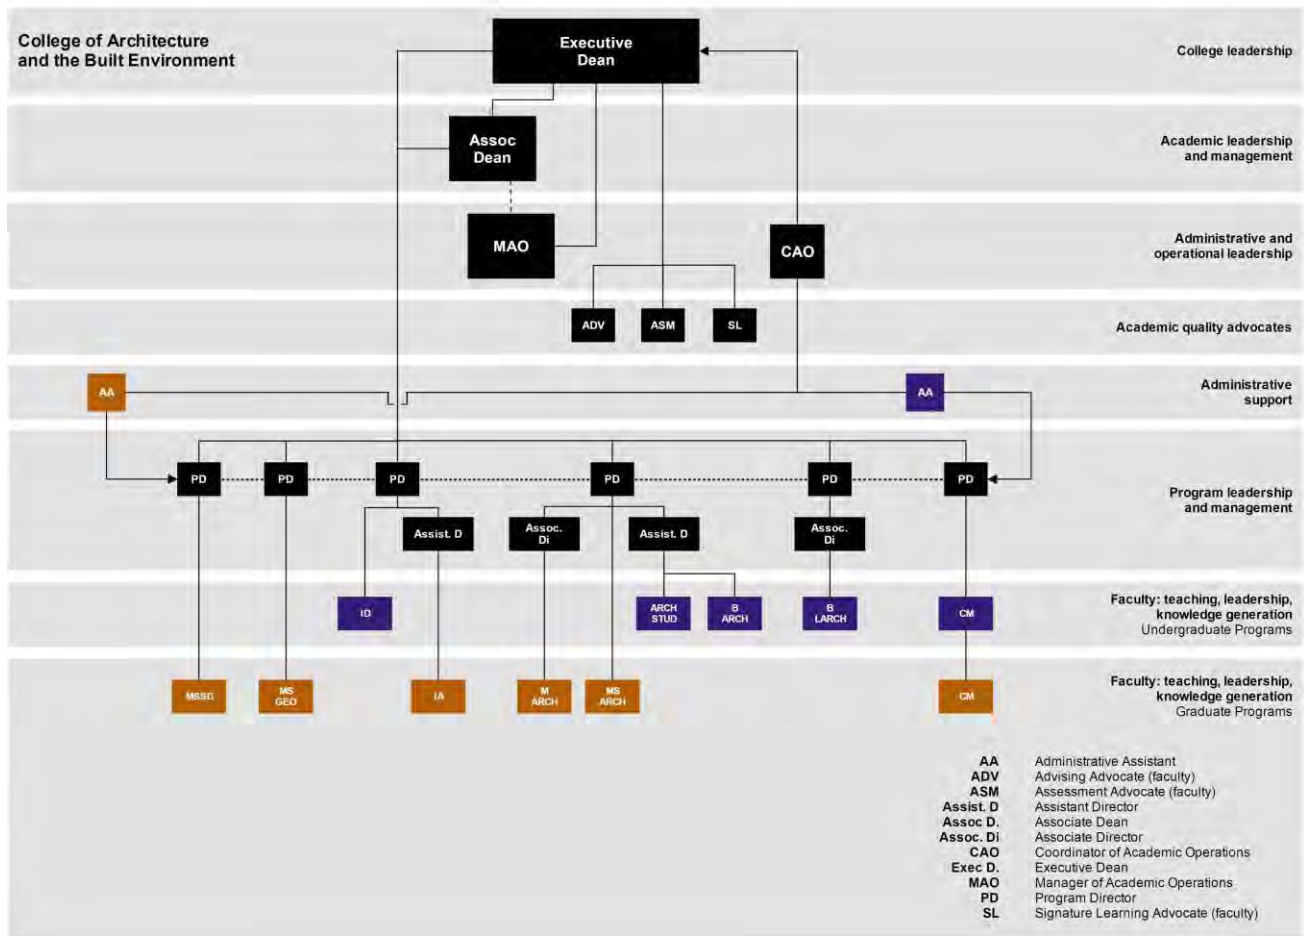 College of Architecture
and the Built Environment
Executive
Dean
College leadership
Assoc
Dean
Academic leadership
and management
MAO
CAO
Administrative and
operational leadership
ADV
ASM
SL
Academic quality advocates
AA
AA
Administrative
support
PD
PD
PD
PD
PD
PD
Program leadership
and management
Assist. D
Assoc.
Di
Assist. D
Assoc.
Di
ID
ARCH
STUD
B
ARCH
B
LARCH
CM
Faculty: teaching, leadership,
knowledge generation
Undergraduate Programs
MSSD
MS
GEO
IA
M
ARCH
MS
ARCH
CM
Faculty: teaching, leadership,
knowledge generation
Graduate Programs
AA Administrative Assistant
ADV Advising Advocate (faculty)
ASM Assessment Advocate (faculty)
Assist. D Assistant Director
Assoc D. Associate Dean
Assoc. Di Associate Director
CAO Coordinator of Academic Operations
Exec D. Executive Dean
MAO Manager of Academic Operations
PD Program Director
SL Signature Learning Advocate (faculty)